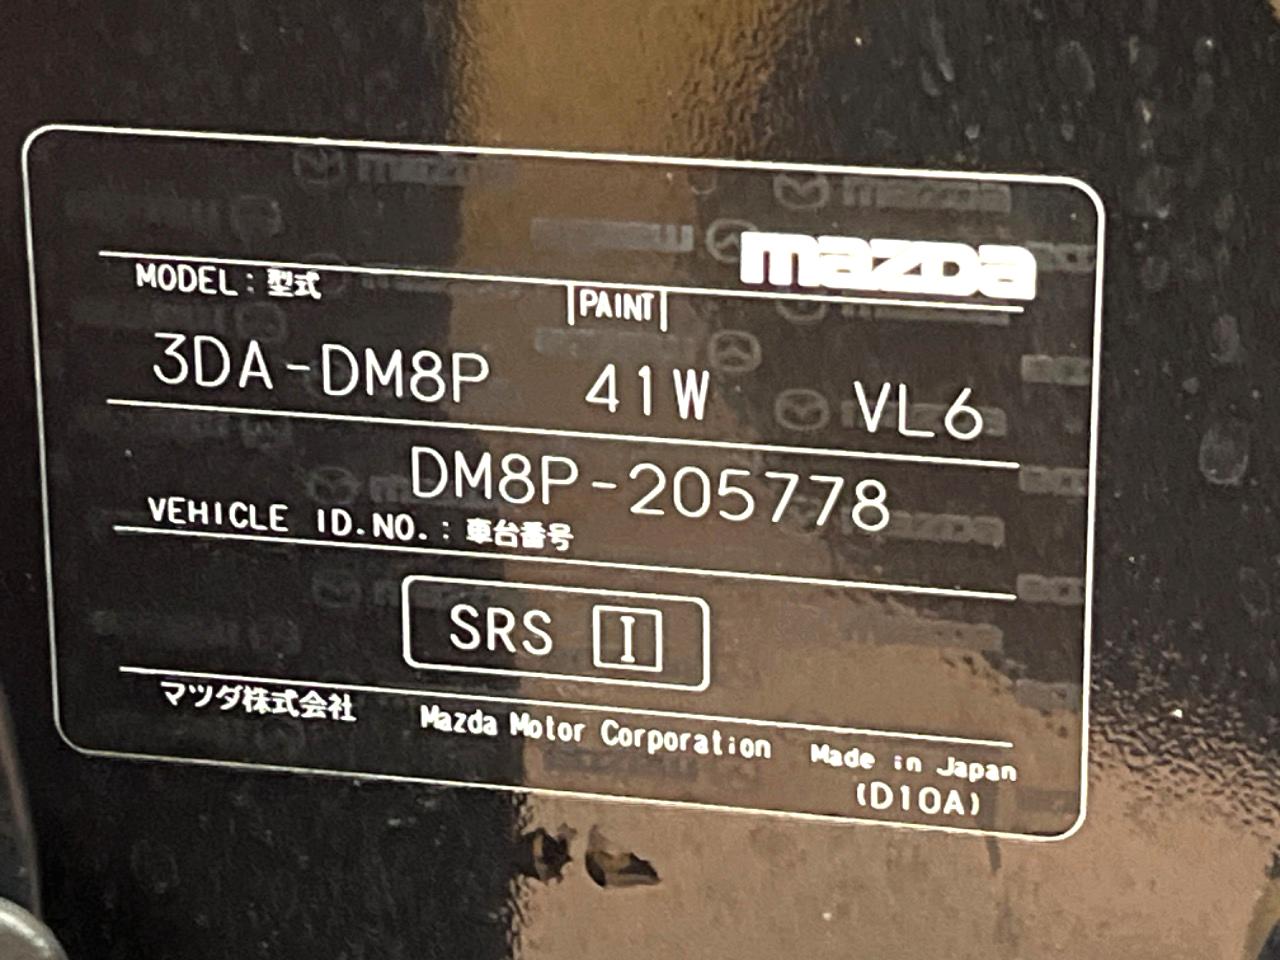 mazda
MODEL : 型式
PAINT
3DA-DM8P 41W VL6
DM8P-205778
VEHICLE ID.NO. : 車台番号
SRS I
マツダ株式会社 Mazda Motor Corporation Made in Japan
(D10A)